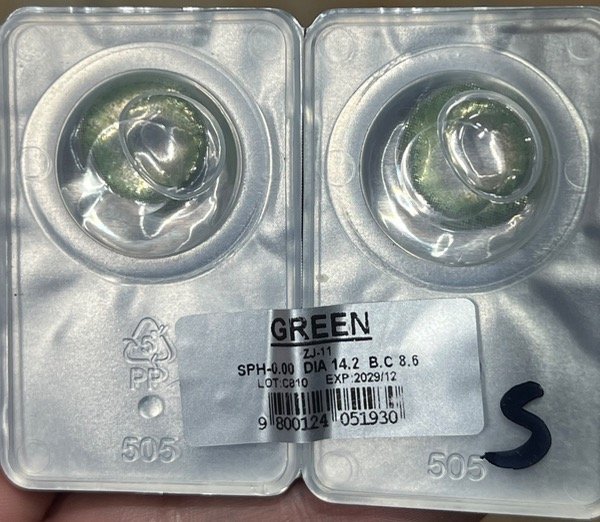 GREEN
ZJ-11
SPH-0.00 DIA 14.2 B.C 8.6
LOT:C810 EXP:2029/12
9 800124 051930
5
PP
505
505
S